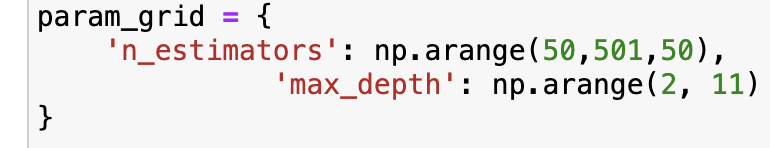 param_grid = {
    'n_estimators': np.arange(50,501,50),
              'max_depth': np.arange(2, 11)
}